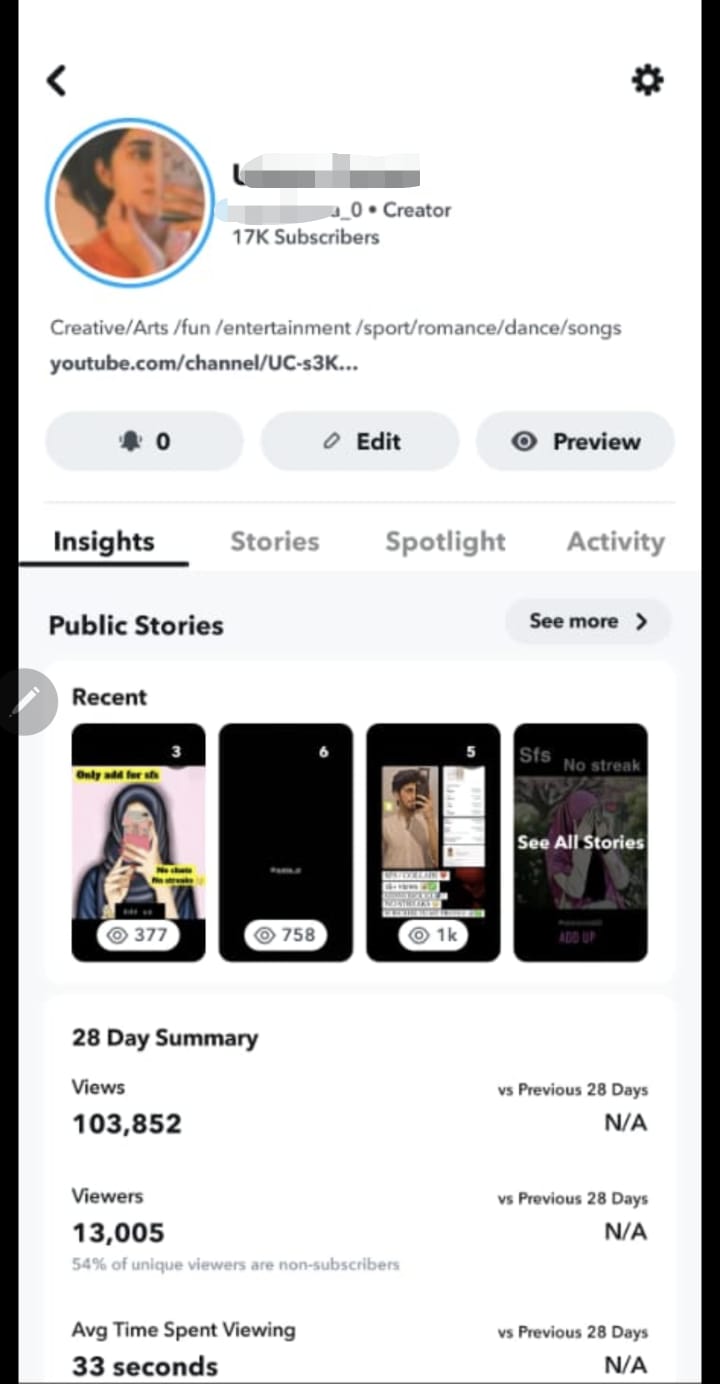 u_0 • Creator
17K Subscribers
Creative/Arts /fun /entertainment /sport/romance/dance/songs
youtube.com/channel/UC-s3K...
0
Edit
Preview
Insights
Stories
Spotlight
Activity
Public Stories
See more
Recent
3
Only add for sfs
No chats
No streaks
377
6
758
5
NO STREAKS
1k
Sfs
No streak
See All Stories
ADD UP
28 Day Summary
Views
vs Previous 28 Days
103,852
N/A
Viewers
vs Previous 28 Days
13,005
N/A
54% of unique viewers are non-subscribers
Avg Time Spent Viewing
vs Previous 28 Days
33 seconds
N/A